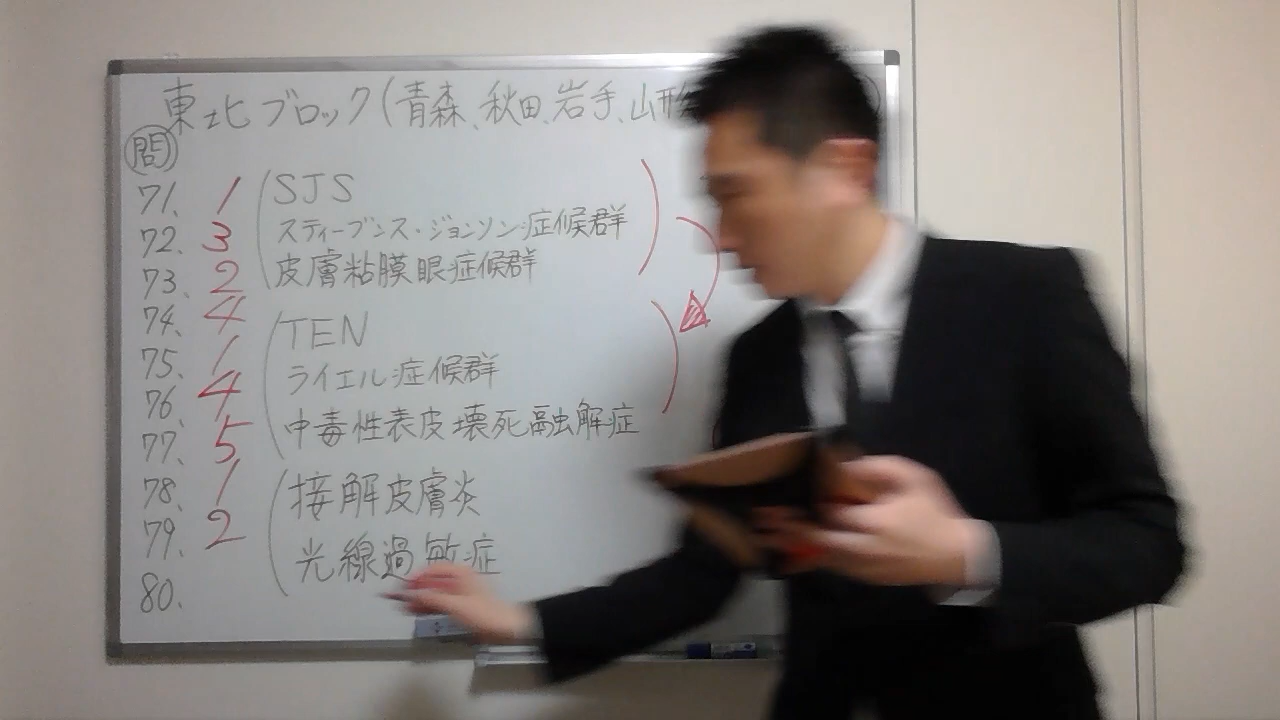 東北ブロック(青森、秋田、岩手、山形
問
71. 1 SJS
72. 3 スティーブンス・ジョンソン症候群
73. 2 皮膚粘膜眼症候群
74. 4 TEN
75. 1 ライエル症候群
76. 4
77. 5 中毒性表皮壊死融解症
78. 1 接解皮膚炎
79. 2 光線過敏症
80.